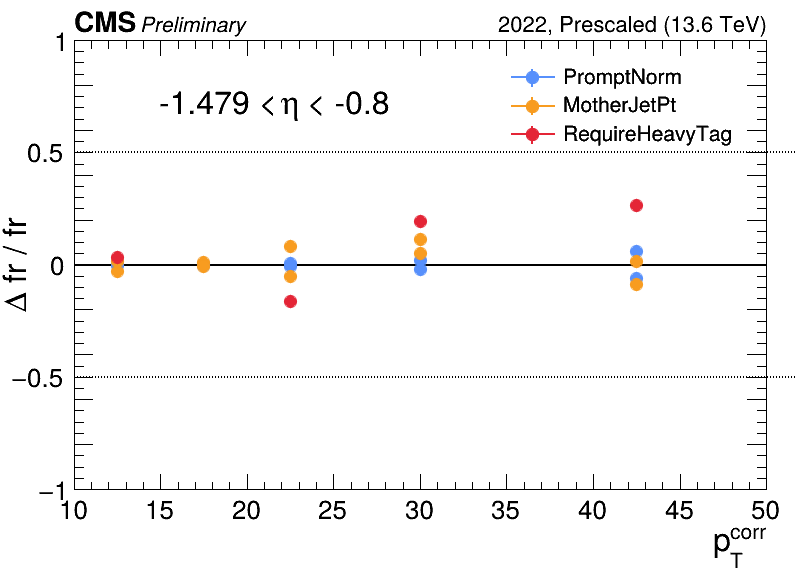 CMS Preliminary 2022, Prescaled (13.6 TeV)
-1.479 < η < -0.8
PromptNorm
MotherJetPt
RequireHeavyTag
1
0.5
0
−0.5
−1
Δ fr / fr
10 15 20 25 30 35 40 45 50
p_T^corr